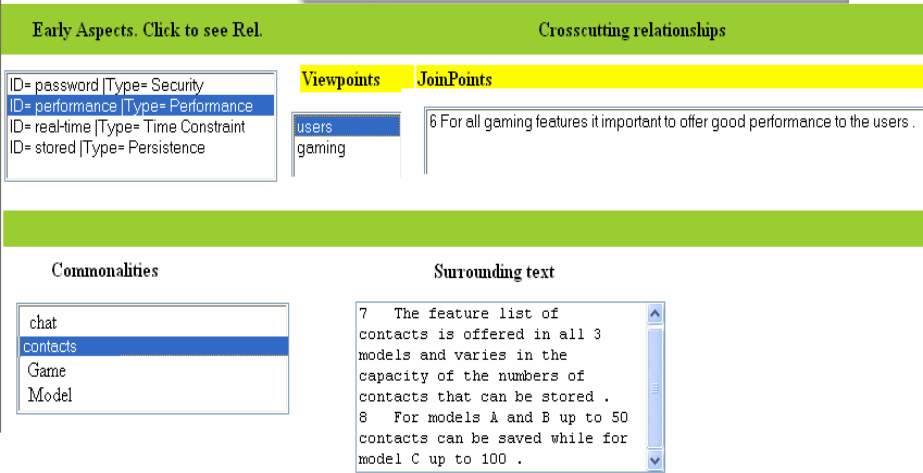 Early Aspects. Click to see Rel.
Crosscutting relationships
ID= password |Type= Security
ID= performance |Type= Performance
ID= real-time |Type= Time Constraint
ID= stored |Type= Persistence
Viewpoints
JoinPoints
users
gaming
6 For all gaming features it important to offer good performance to the users .
Commonalities
Surrounding text
chat
contacts
Game
Model
7 The feature list of
contacts is offered in all 3
models and varies in the
capacity of the numbers of
contacts that can be stored .
8 For models A and B up to 50
contacts can be saved while for
model C up to 100 .